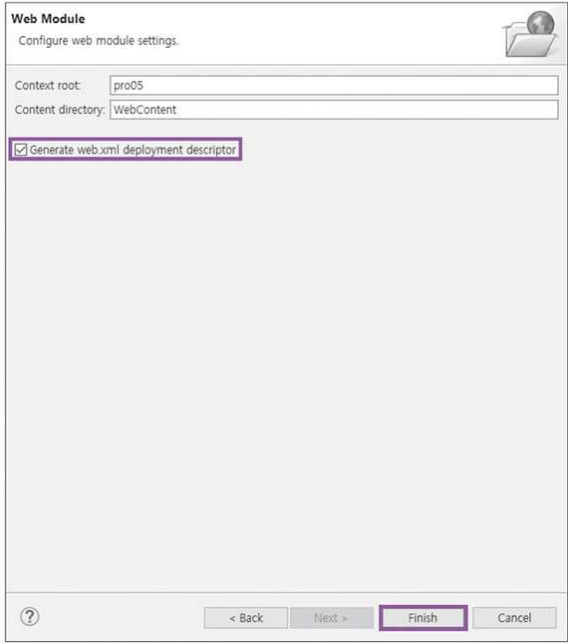 Web Module
Configure web module settings.
Context root: pro05
Content directory: WebContent
Generate web.xml deployment descriptor
? < Back Next > Finish Cancel